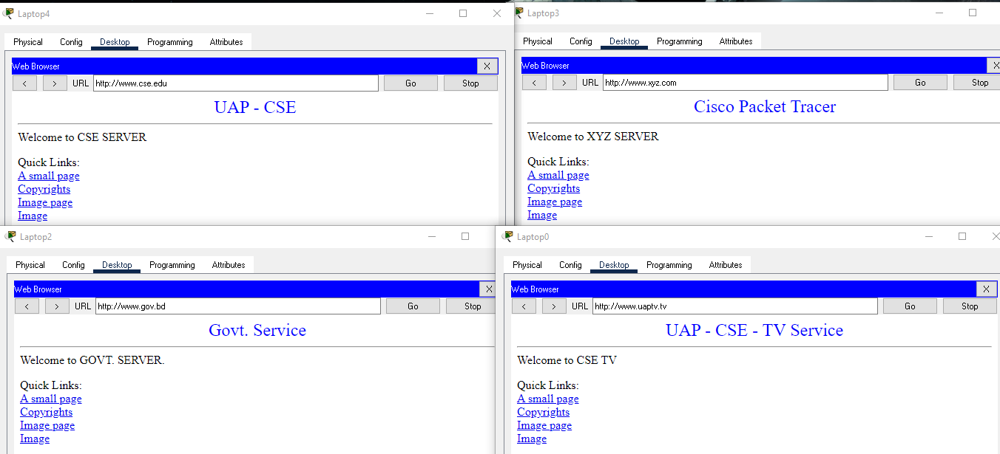 Laptop4
Physical Config Desktop Programming Attributes
Web Browser X
< > URL http://www.cse.edu Go Stop
UAP - CSE
Welcome to CSE SERVER
Quick Links:
A small page
Copyrights
Image page
Image
Laptop3
Physical Config Desktop Programming Attributes
Web Browser X
< > URL http://www.xyz.com Go Stop
Cisco Packet Tracer
Welcome to XYZ SERVER
Quick Links:
A small page
Copyrights
Image page
Image
Laptop2
Physical Config Desktop Programming Attributes
Web Browser X
< > URL http://www.gov.bd Go Stop
Govt. Service
Welcome to GOVT. SERVER.
Quick Links:
A small page
Copyrights
Image page
Image
Laptop0
Physical Config Desktop Programming Attributes
Web Browser X
< > URL http://www.uaptv.tv Go Stop
UAP - CSE - TV Service
Welcome to CSE TV
Quick Links:
A small page
Copyrights
Image page
Image